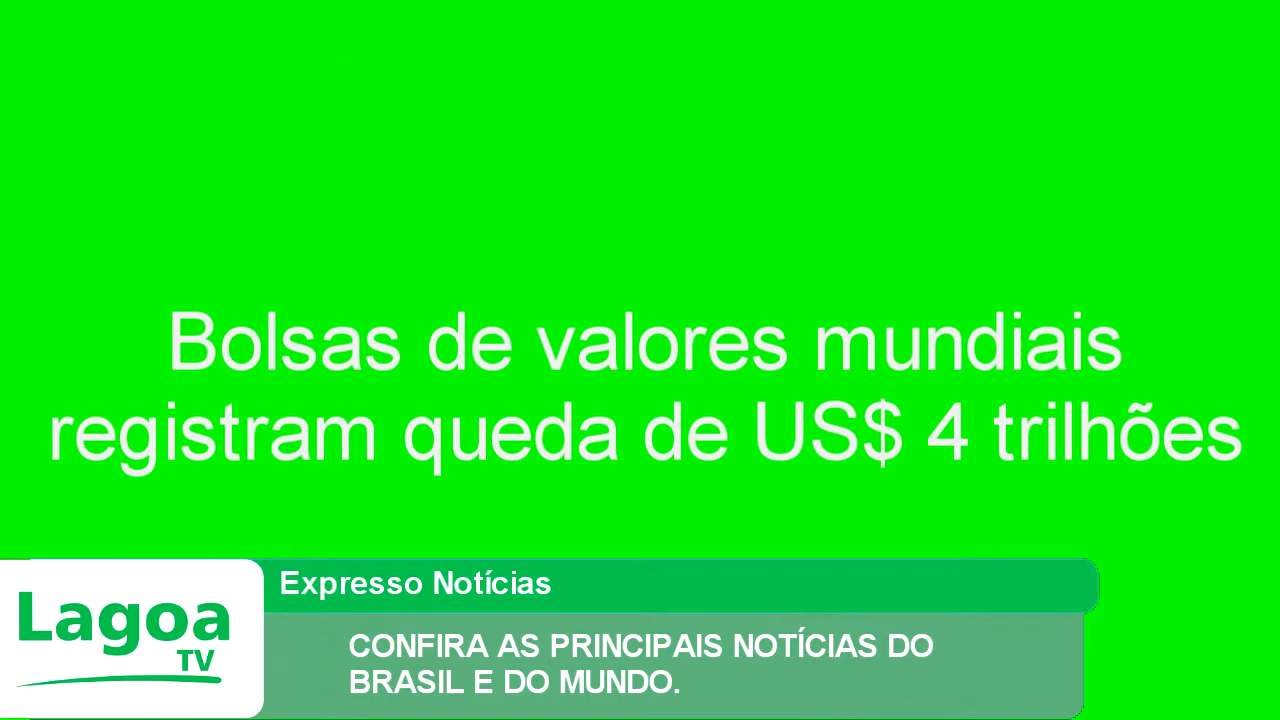 Bolsas de valores mundiais
registram queda de US$ 4 trilhões
Lagoa
TV
Expresso Notícias
CONFIRA AS PRINCIPAIS NOTÍCIAS DO
BRASIL E DO MUNDO.